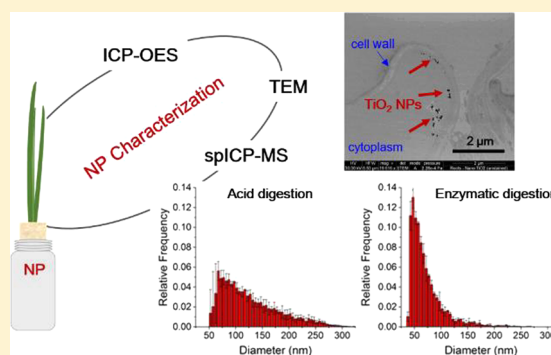 ICP-OES
TEM
spICP-MS
NP Characterization
NP
cell wall
TiO2 NPs
cytoplasm
2 μm
Acid digestion
Relative Frequency
0.14
0.12
0.10
0.08
0.06
0.04
0.02
0.00
50 100 150 200 250 300
Diameter (nm)
Enzymatic digestion
Relative Frequency
0.14
0.12
0.10
0.08
0.06
0.04
0.02
0.00
50 100 150 200 250 300
Diameter (nm)